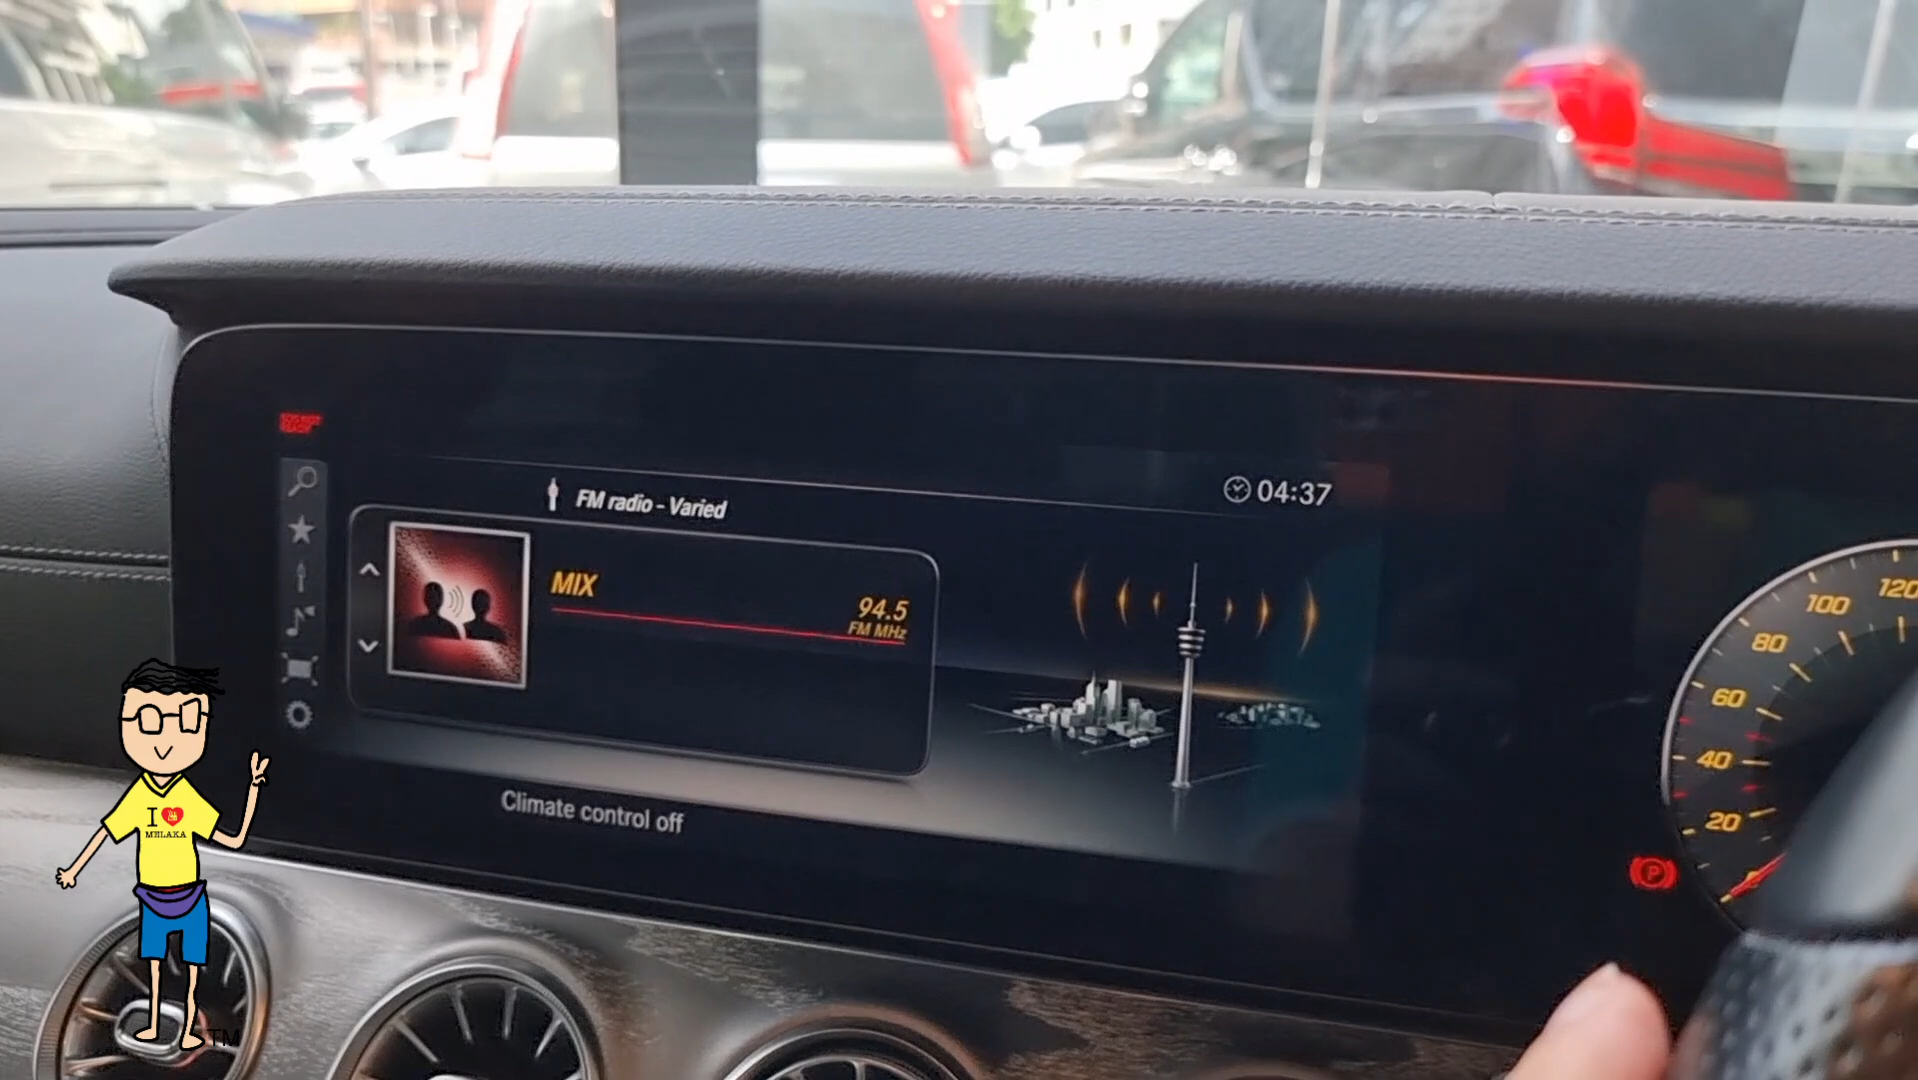 FM radio - Varied
04:37
MIX
94.5
FM MHz
Climate control off
120
100
80
60
40
20
P
I
MELAKA
TM